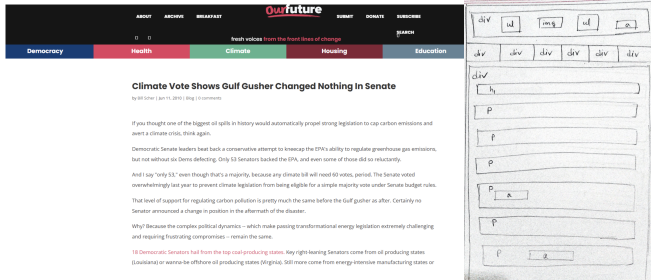 ourfuture
ABOUT ARCHIVE BREAKFAST SUBMIT DONATE SUBSCRIBE
SEARCH
0 0
fresh voices from the front lines of change
Democracy Health Climate Housing Education
Climate Vote Shows Gulf Gusher Changed Nothing In Senate
by Bill Scher | Jun 11, 2010 | Blog | 0 comments
If you thought one of the biggest oil spills in history would automatically propel strong legislation to cap carbon emissions and
avert a climate crisis, think again.
Democratic Senate leaders beat back a conservative attempt to kneecap the EPA's ability to regulate greenhouse gas emissions,
but not without six Dems defecting. Only 53 Senators backed the EPA, and even some of those did so reluctantly.
And I say "only 53," even though that's a majority, because any climate bill will need 60 votes, period. The Senate voted
overwhelmingly last year to prevent climate legislation from being eligible for a simple majority vote under Senate budget rules.
That level of support for regulating carbon pollution is pretty much the same before the Gulf gusher as after. Certainly no
Senator announced a change in position in the aftermath of the disaster.
Why? Because the complex political dynamics – which make passing transformational energy legislation extremely challenging
and requiring frustrating compromises – remain the same.
18 Democratic Senators hail from the top coal-producing states. Key right-leaning Senators come from oil producing states
(Louisiana) or wanna-be offshore oil producing states (Virginia). Still more come from energy-intensive manufacturing states or
div ul img ul a
div div div div div div
div
h1
p
p
p
p a
p
p a